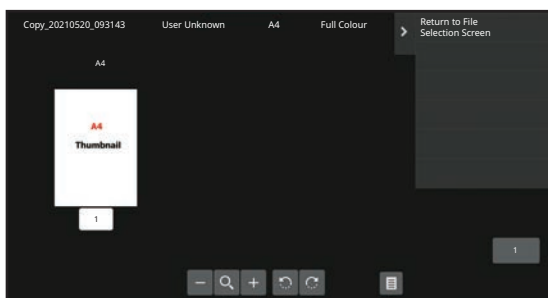 Copy_20210520_093143 User Unknown A4 Full Colour
Return to File
Selection Screen
A4
A4
Thumbnail
1
1